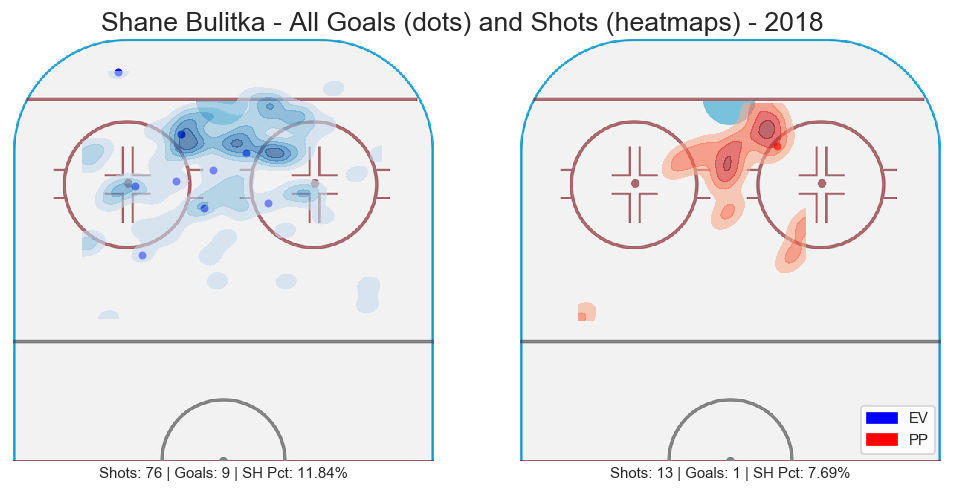 Shane Bulitka - All Goals (dots) and Shots (heatmaps) - 2018
EV
PP
Shots: 76 | Goals: 9 | SH Pct: 11.84%
Shots: 13 | Goals: 1 | SH Pct: 7.69%